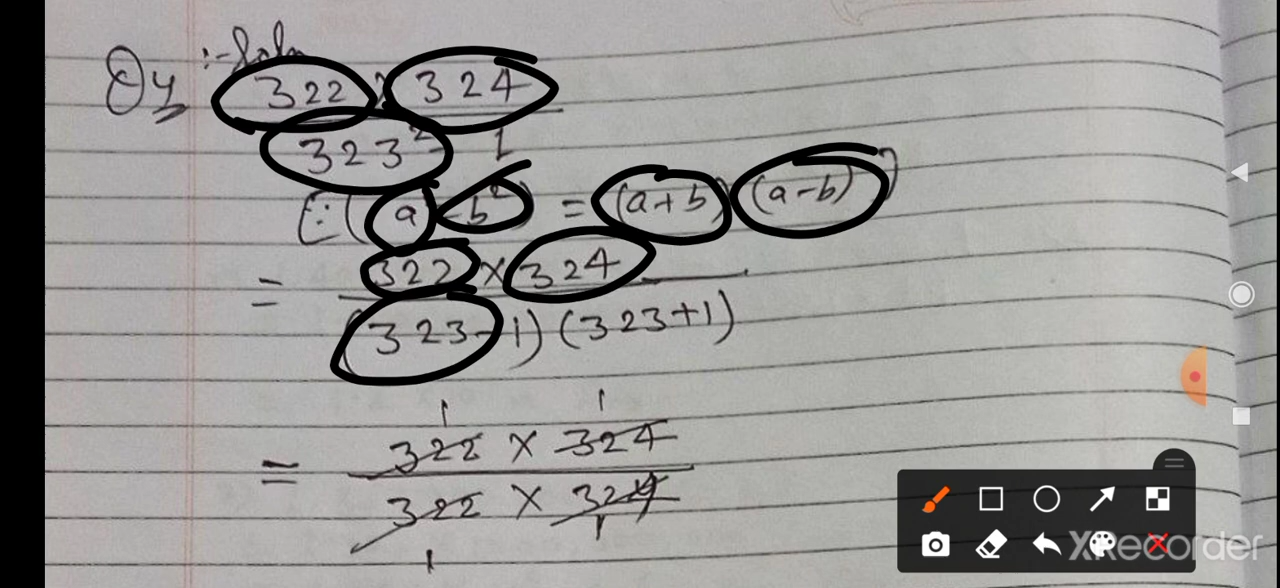 Q4 :- Soln
322 × 324
323² - 1
[∵ (a² - b²) = (a+b) (a-b)]
= 322 × 324
(323-1) (323+1)
1 1
= 322 × 324
322 × 324
1 1
XRecorder